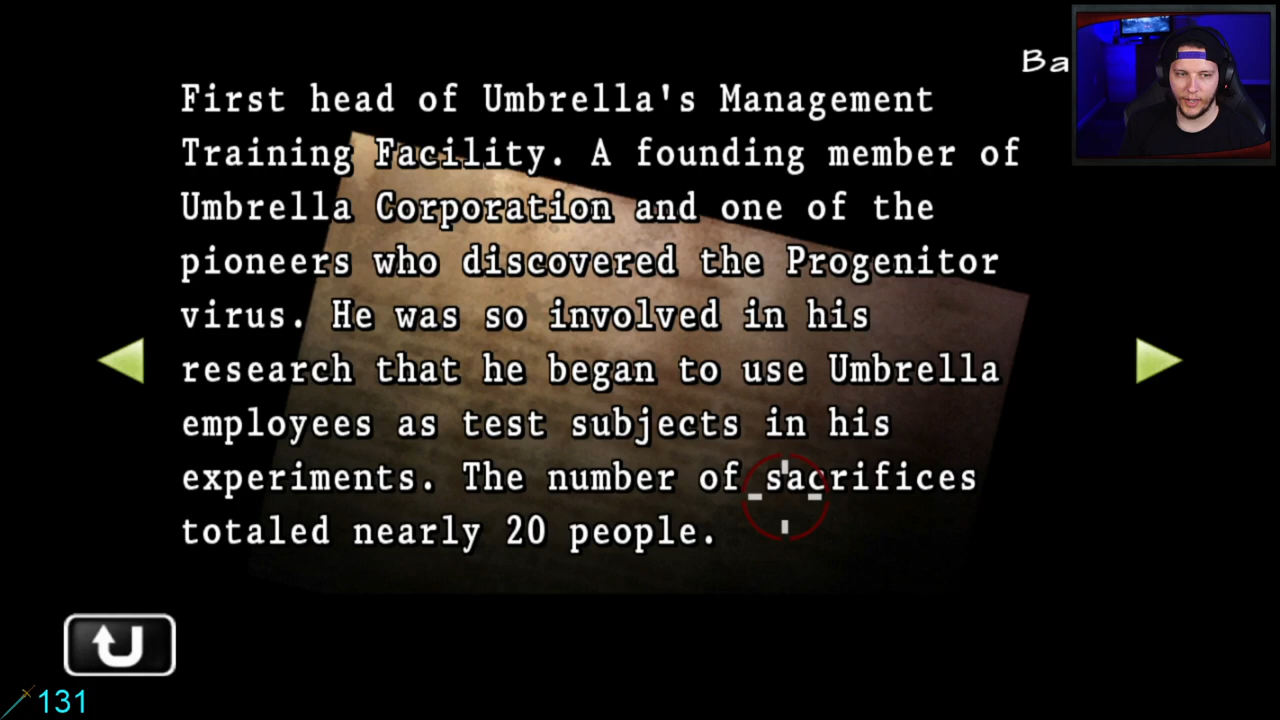 Ba
First head of Umbrella's Management
Training Facility. A founding member of
Umbrella Corporation and one of the
pioneers who discovered the Progenitor
virus. He was so involved in his
research that he began to use Umbrella
employees as test subjects in his
experiments. The number of sacrifices
totaled nearly 20 people.
131